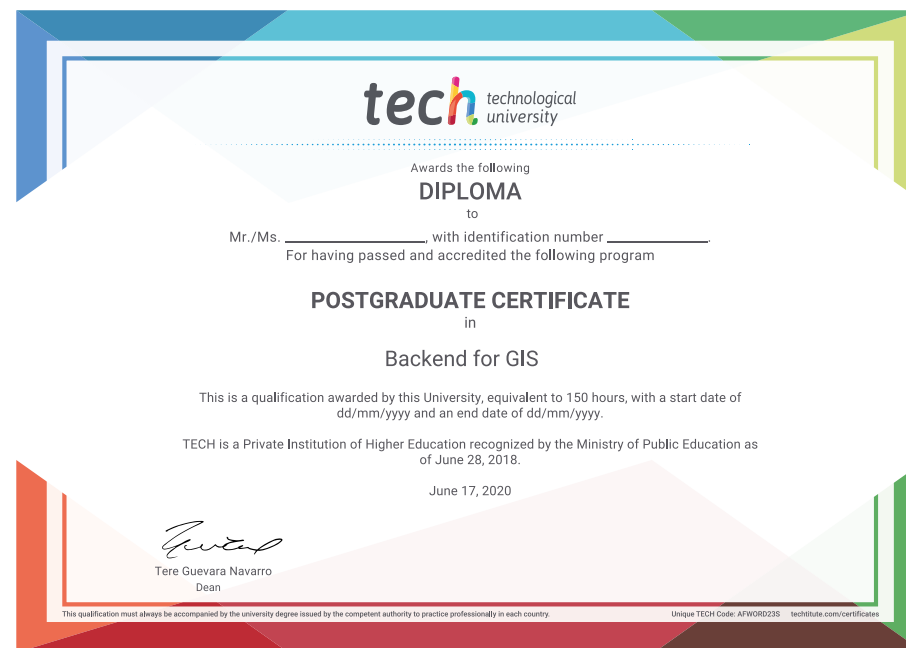 tech technological
university
Awards the following
DIPLOMA
to
Mr./Ms. ____________________, with identification number ______________.
For having passed and accredited the following program
POSTGRADUATE CERTIFICATE
in
Backend for GIS
This is a qualification awarded by this University, equivalent to 150 hours, with a start date of
dd/mm/yyyy and an end date of dd/mm/yyyy.
TECH is a Private Institution of Higher Education recognized by the Ministry of Public Education as
of June 28, 2018.
June 17, 2020
Tere Guevara Navarro
Dean
This qualification must always be accompanied by the university degree issued by the competent authority to practice professionally in each country. Unique TECH Code: AFWORD23S techtitute.com/certificates